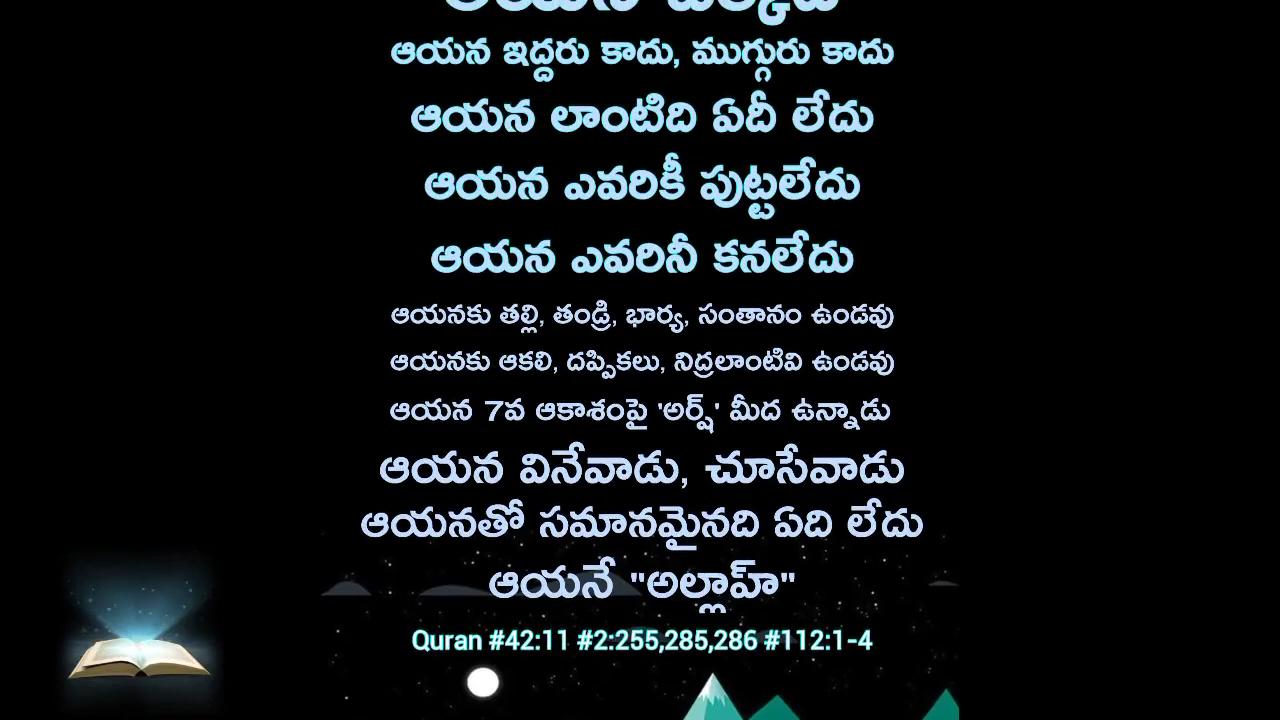 ఆయన ఇద్దరు కాదు, ముగ్గురు కాదు
ఆయన లాంటిది ఏదీ లేదు
ఆయన ఎవరికీ పుట్టలేదు
ఆయన ఎవరినీ కనలేదు
ఆయనకు తల్లి, తండ్రి, భార్య, సంతానం ఉండవు
ఆయనకు ఆకలి, దప్పికలు, నిద్రలాంటివి ఉండవు
ఆయన 7వ ఆకాశంపై 'అర్ష్' మీద ఉన్నాడు
ఆయన వినేవాడు, చూసేవాడు
ఆయనతో సమానమైనది ఏది లేదు
ఆయనే "అల్లాహ్"
Quran #42:11 #2:255,285,286 #112:1-4